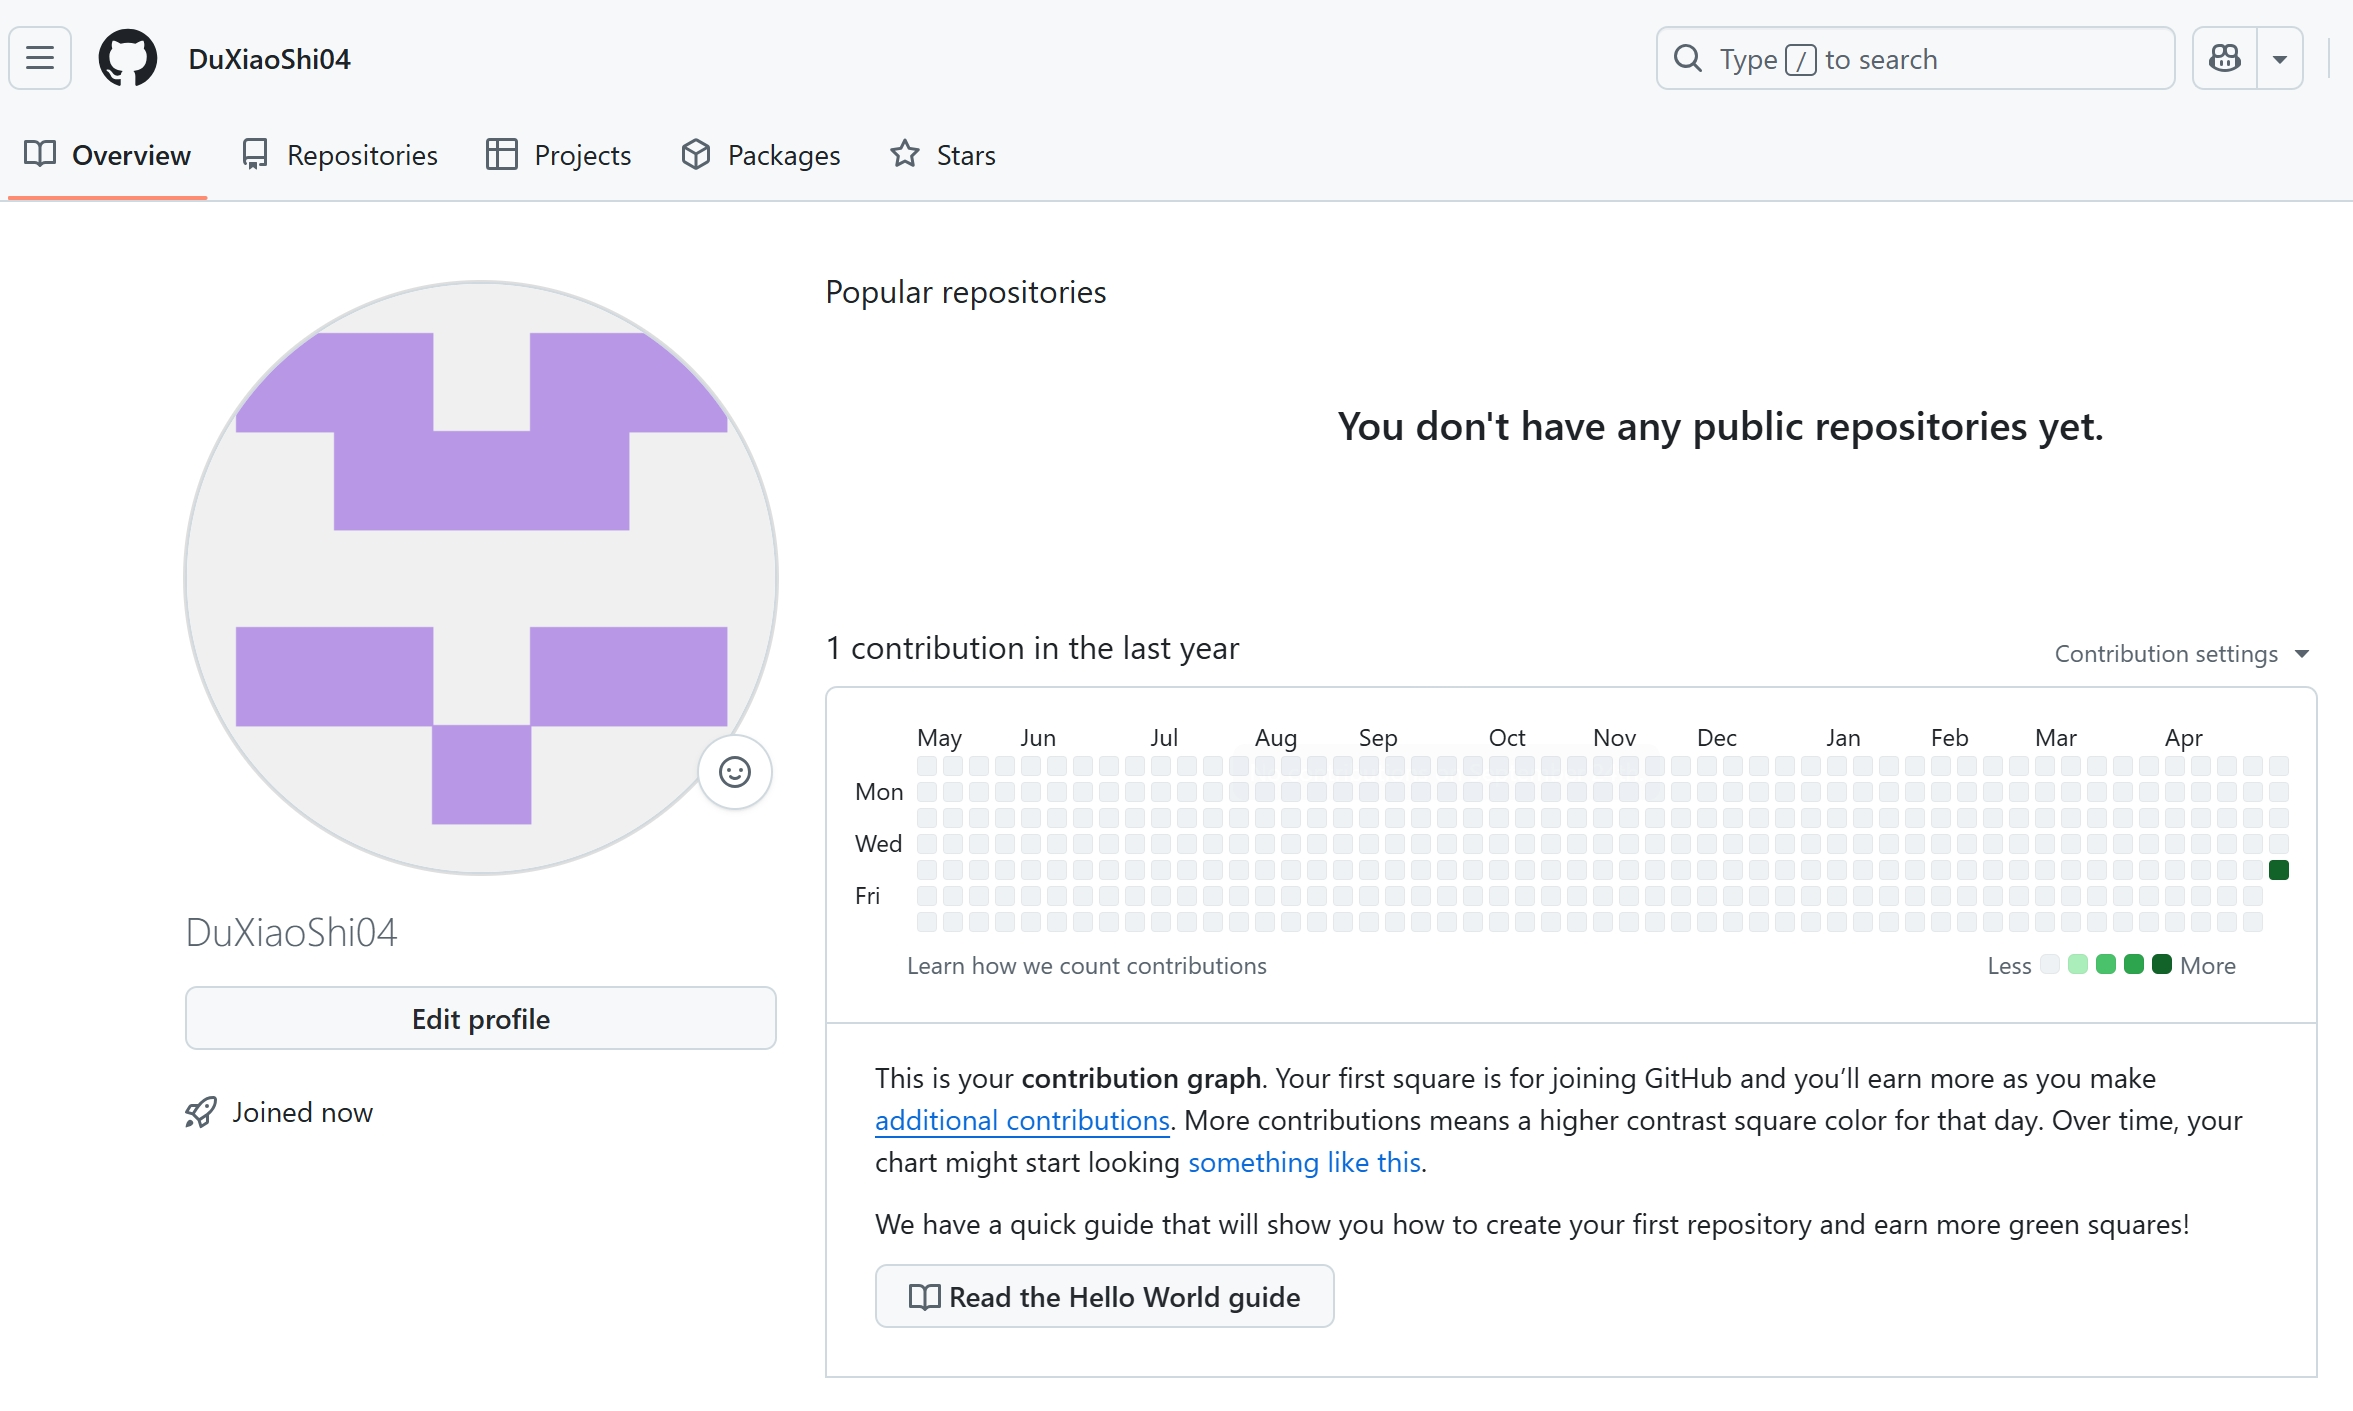 DuXiaoShi04
Type / to search
Overview
Repositories
Projects
Packages
Stars
Popular repositories
You don't have any public repositories yet.
1 contribution in the last year
Contribution settings
May Jun Jul Aug Sep Oct Nov Dec Jan Feb Mar Apr
Mon
Wed
Fri
Learn how we count contributions
Less More
DuXiaoShi04
Edit profile
Joined now
This is your contribution graph. Your first square is for joining GitHub and you’ll earn more as you make
additional contributions. More contributions means a higher contrast square color for that day. Over time, your
chart might start looking something like this.
We have a quick guide that will show you how to create your first repository and earn more green squares!
Read the Hello World guide